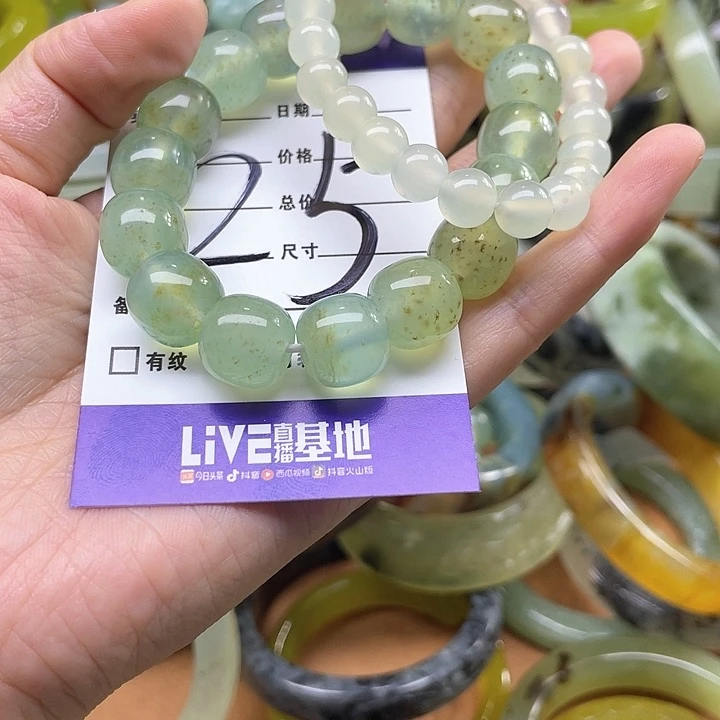 日期
价格
总价
25
尺寸
备
有纹
LiVE直播基地
今日头条 抖音 西瓜视频 抖音火山版